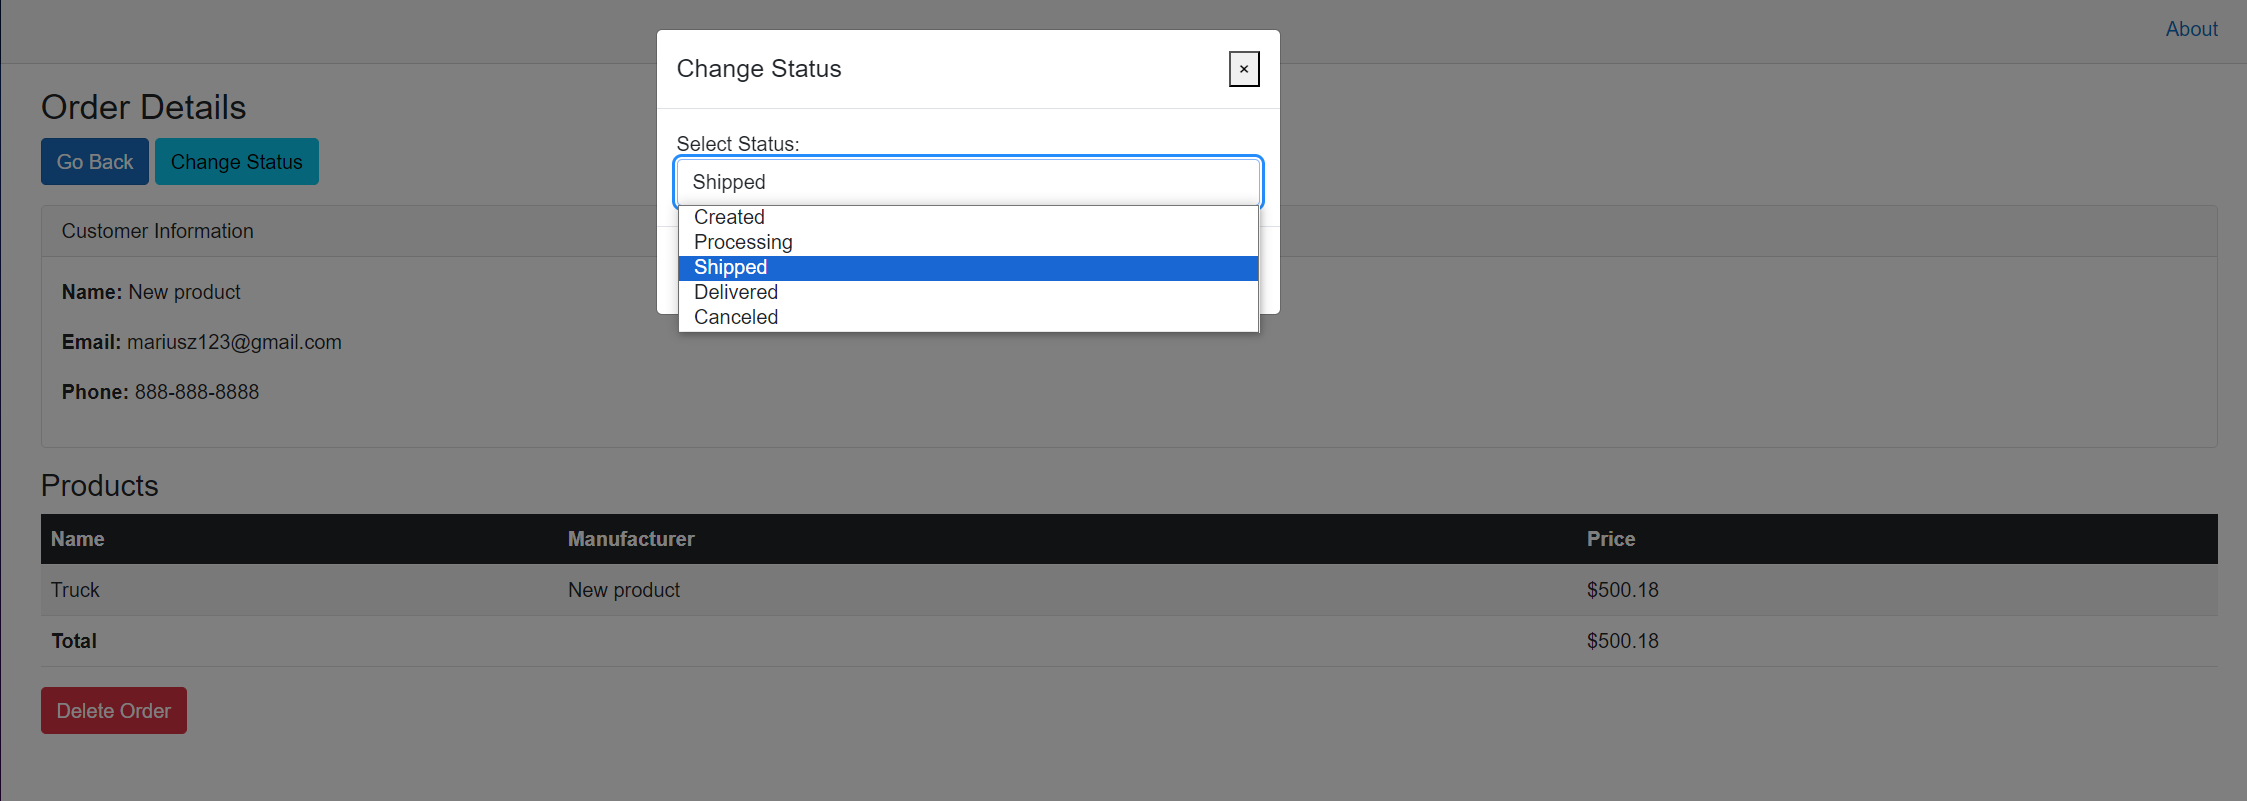 About
Change Status
×
Order Details
Go Back
Change Status
Select Status:
Shipped
Created
Processing
Shipped
Delivered
Canceled
Customer Information
Name: New product
Email: mariusz123@gmail.com
Phone: 888-888-8888
Products
Name Manufacturer Price
Truck New product $500.18
Total $500.18
Delete Order